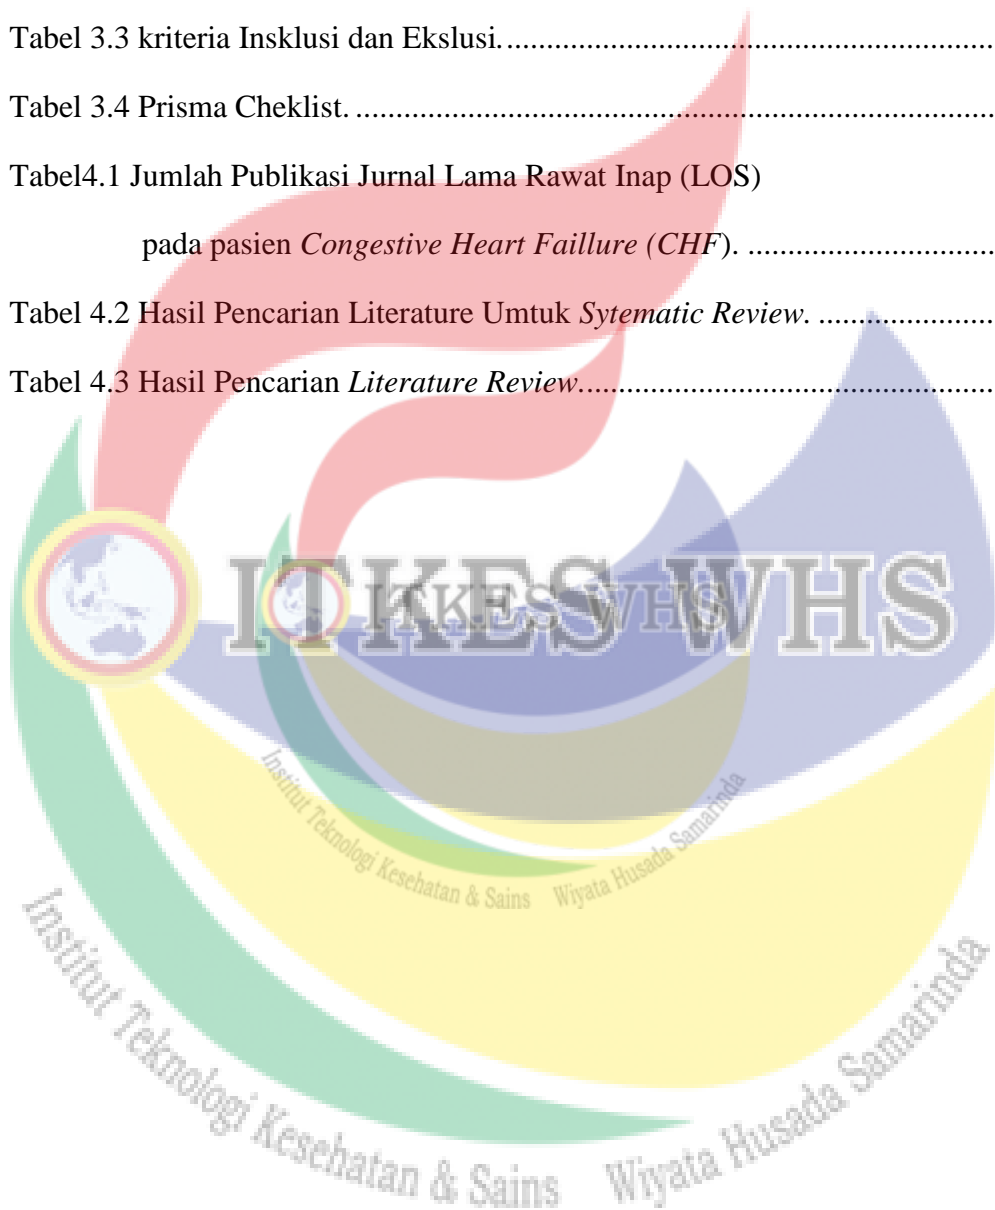 Tabel 3.3 kriteria Insklusi dan Ekslusi. ..............................................................
Tabel 3.4 Prisma Cheklist. .................................................................................
Tabel4.1 Jumlah Publikasi Jurnal Lama Rawat Inap (LOS)
pada pasien Congestive Heart Faillure (CHF). ...............................
Tabel 4.2 Hasil Pencarian Literature Umtuk Sytematic Review. ......................
Tabel 4.3 Hasil Pencarian Literature Review....................................................
ITKES WHS
ITKES WHS
Institut Teknologi Kesehatan & Sains Wiyata Husada Samarinda
Institut Teknologi Kesehatan & Sains Wiyata Husada Samarinda